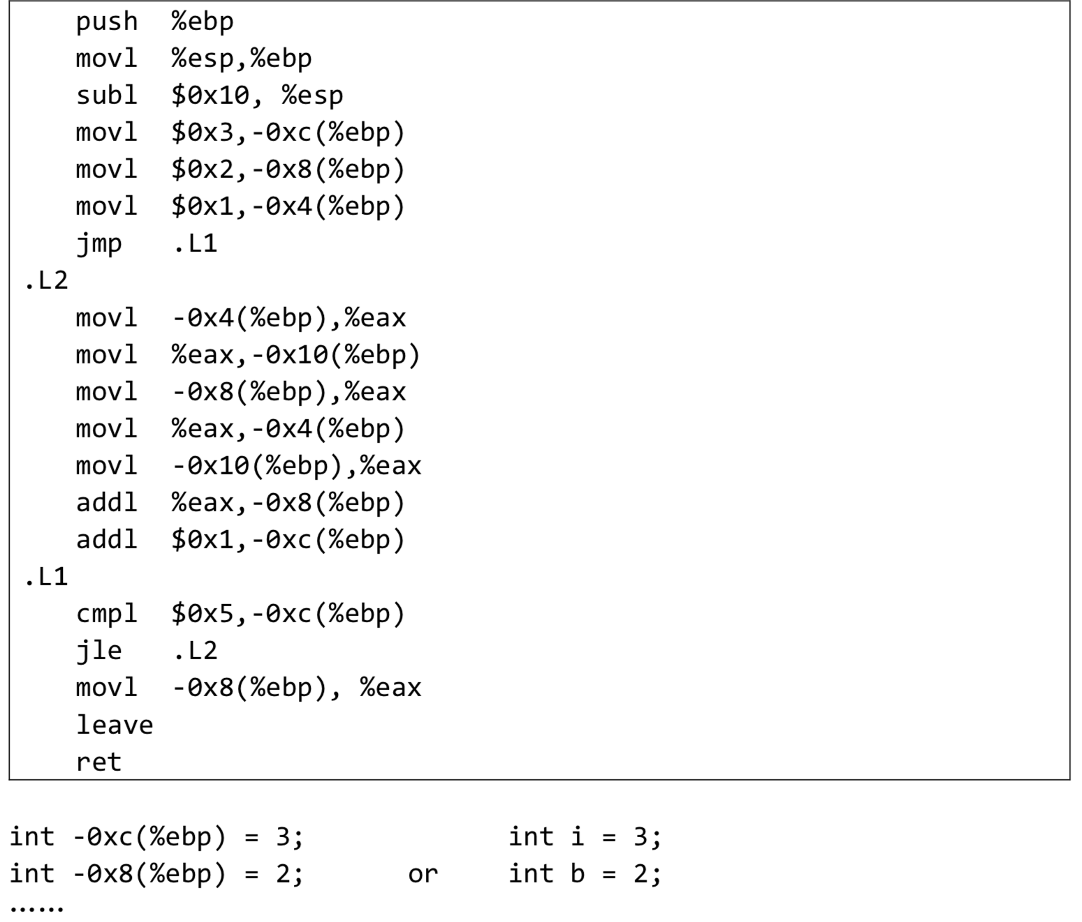 push %ebp
movl %esp,%ebp
subl $0x10, %esp
movl $0x3,-0xc(%ebp)
movl $0x2,-0x8(%ebp)
movl $0x1,-0x4(%ebp)
jmp .L1
.L2
movl -0x4(%ebp),%eax
movl %eax,-0x10(%ebp)
movl -0x8(%ebp),%eax
movl %eax,-0x4(%ebp)
movl -0x10(%ebp),%eax
addl %eax,-0x8(%ebp)
addl $0x1,-0xc(%ebp)
.L1
cmpl $0x5,-0xc(%ebp)
jle .L2
movl -0x8(%ebp), %eax
leave
ret
int -0xc(%ebp) = 3; int i = 3;
int -0x8(%ebp) = 2; or int b = 2;
……